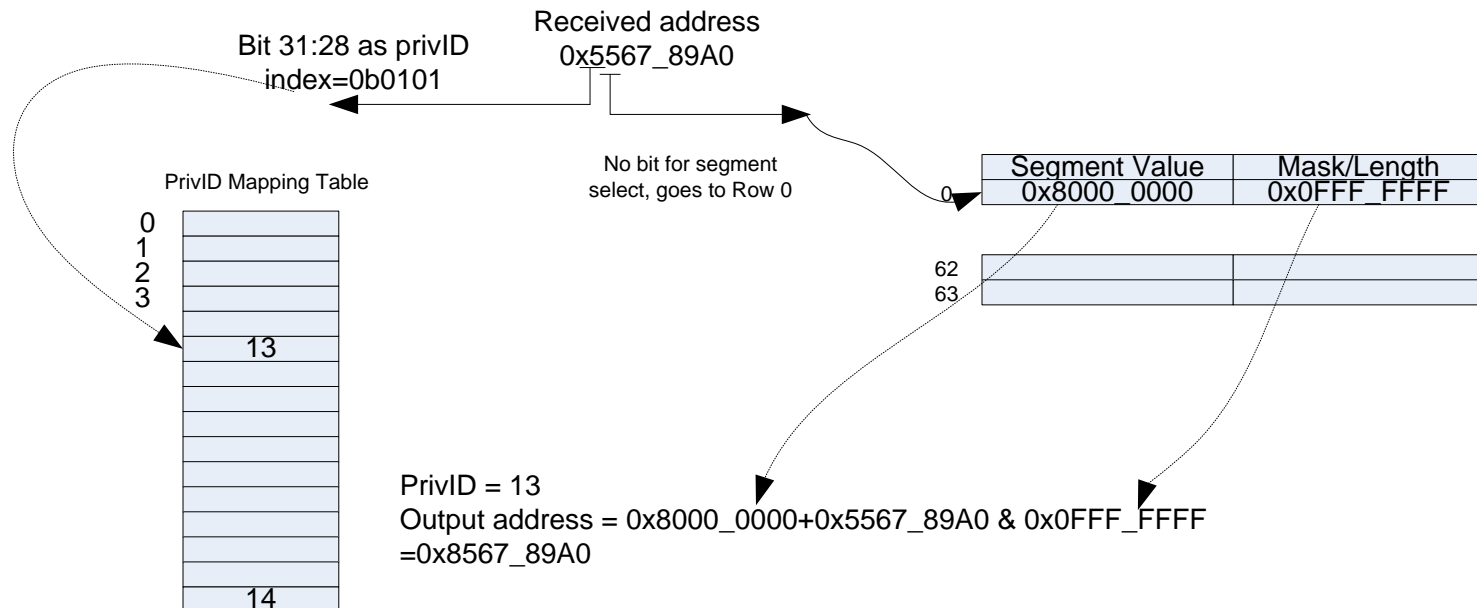 Received address
0x5567_89A0
Bit 31:28 as privID
index=0b0101
No bit for segment
select, goes to Row 0
PrivID Mapping Table
0
1
2
3
13
14
Segment Value Mask/Length
0 0x8000_0000 0x0FFF_FFFF
62
63
PrivID = 13
Output address = 0x8000_0000+0x5567_89A0 & 0x0FFF_FFFF
=0x8567_89A0